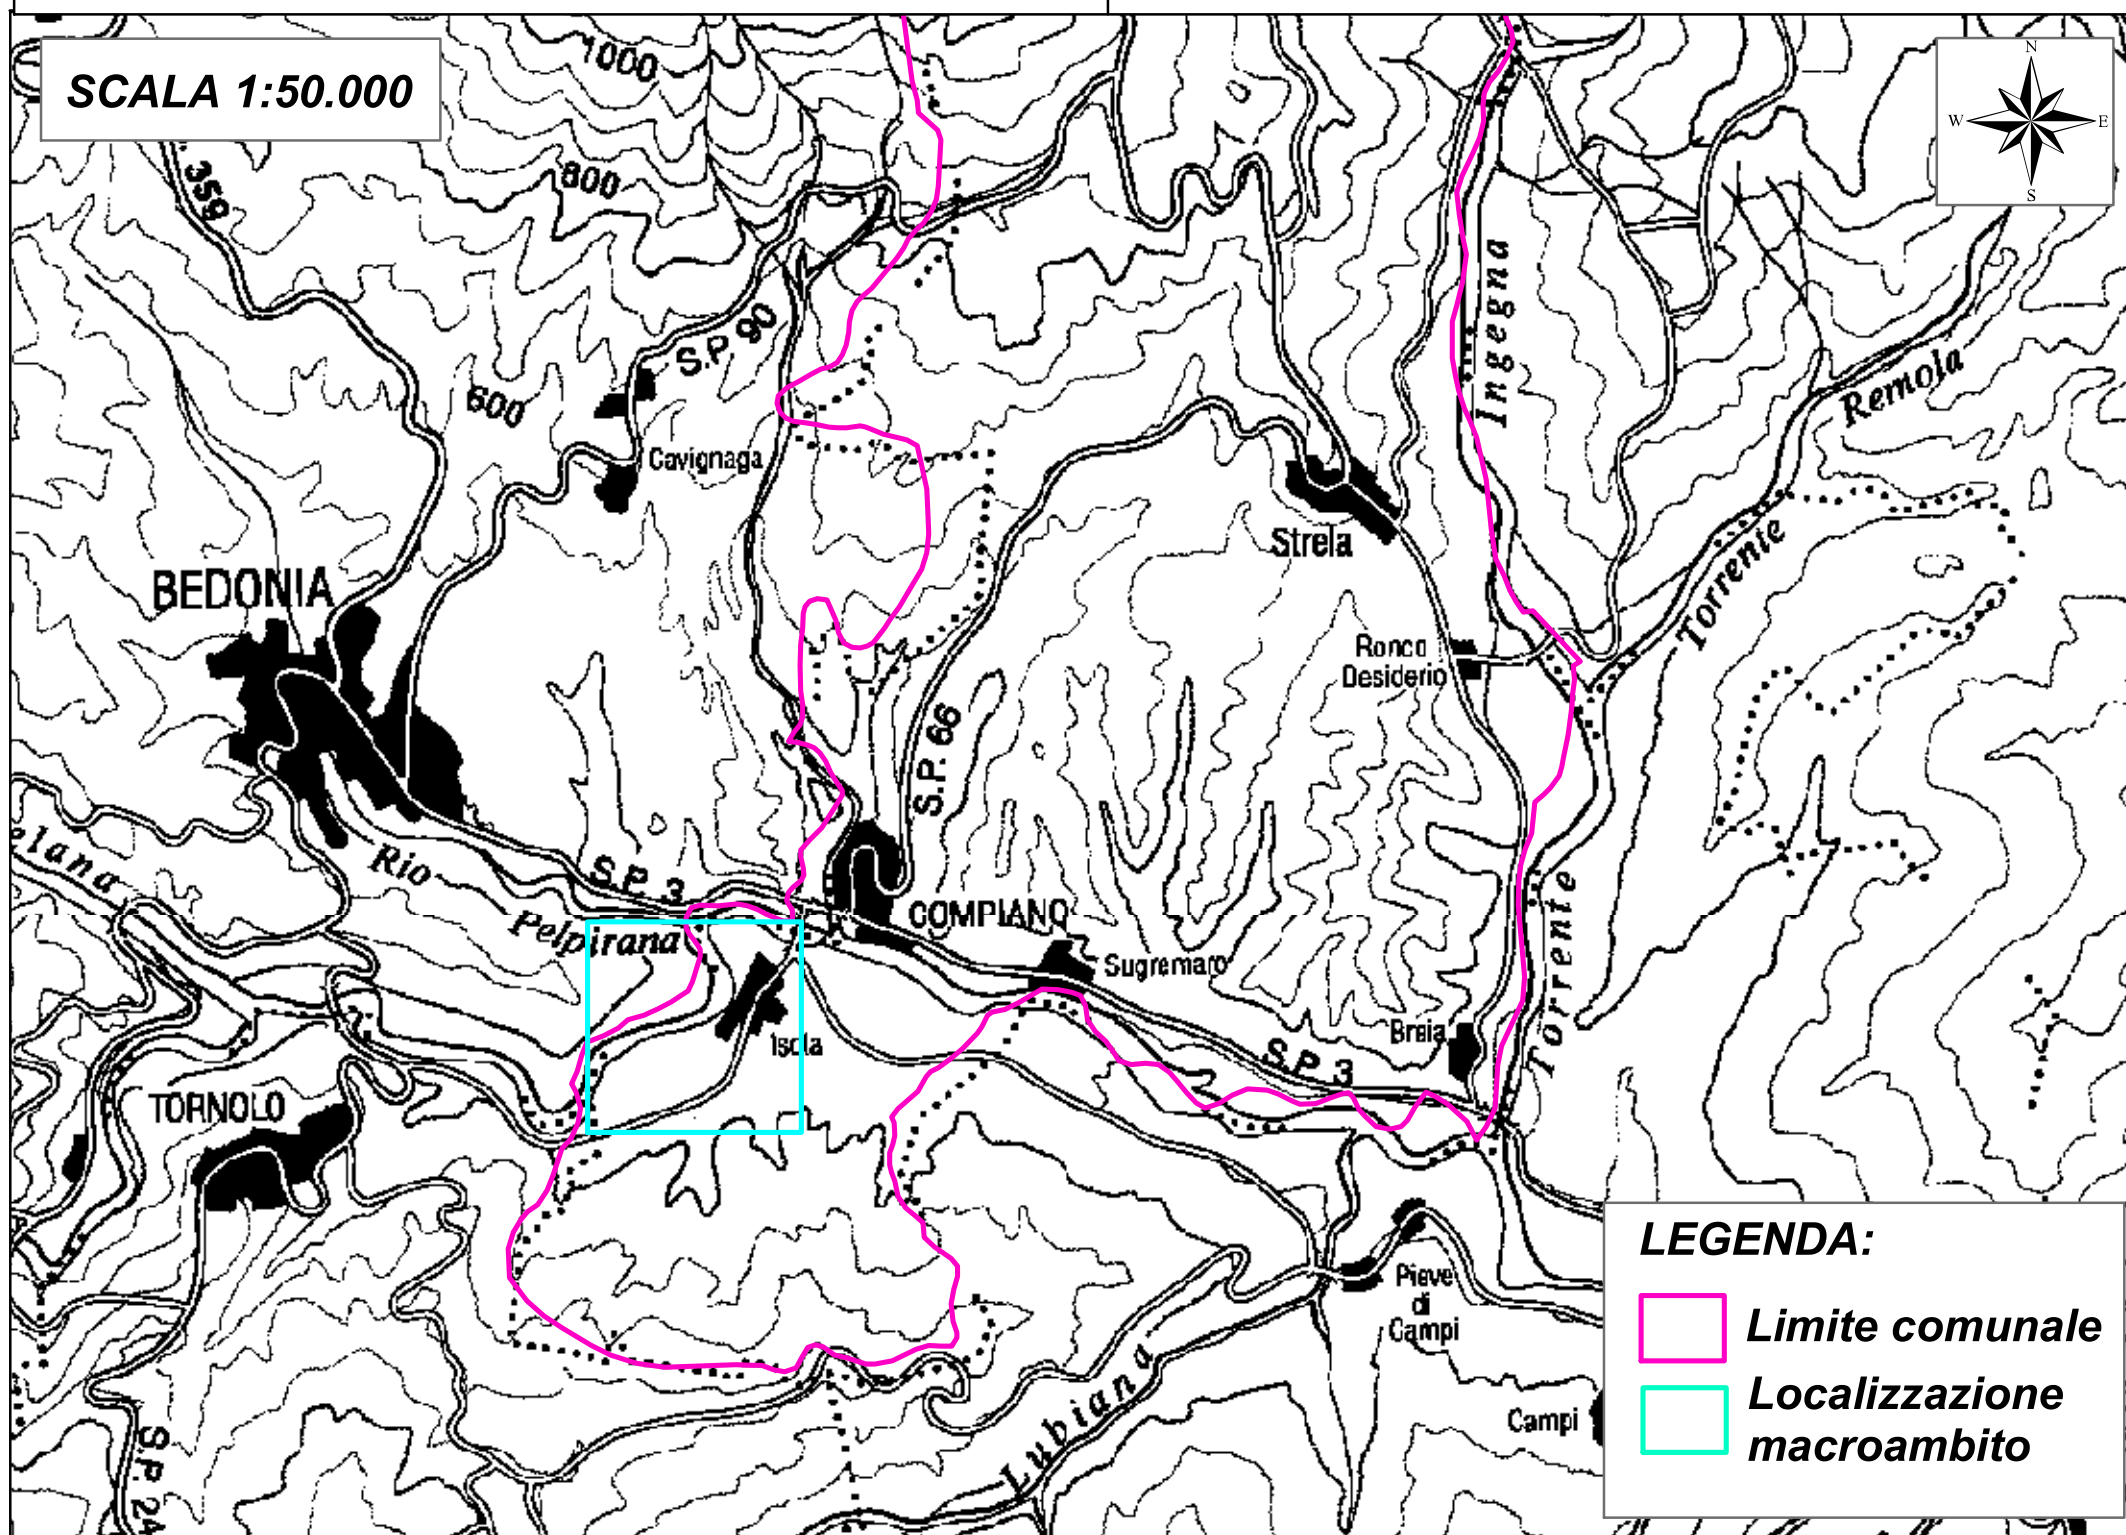 1000
SCALA 1:50.000
N
W
E
S
800
359
Ingegna
S.P. 90
Remola
600
Cavignaga
Strela
Torrente
BEDONIA
Ronco
Desiderio
S.P. 66
elana
Rio
S.P. 3
Pelpirana
COMPIANO
Torrente
Sugremaro
Isola
Breia
S.P. 3
TORNOLO
LEGENDA:
Pieve
di
Campi
Limite comunale
Lubiana
Localizzazione
macroambito
Campi
S.P. 24